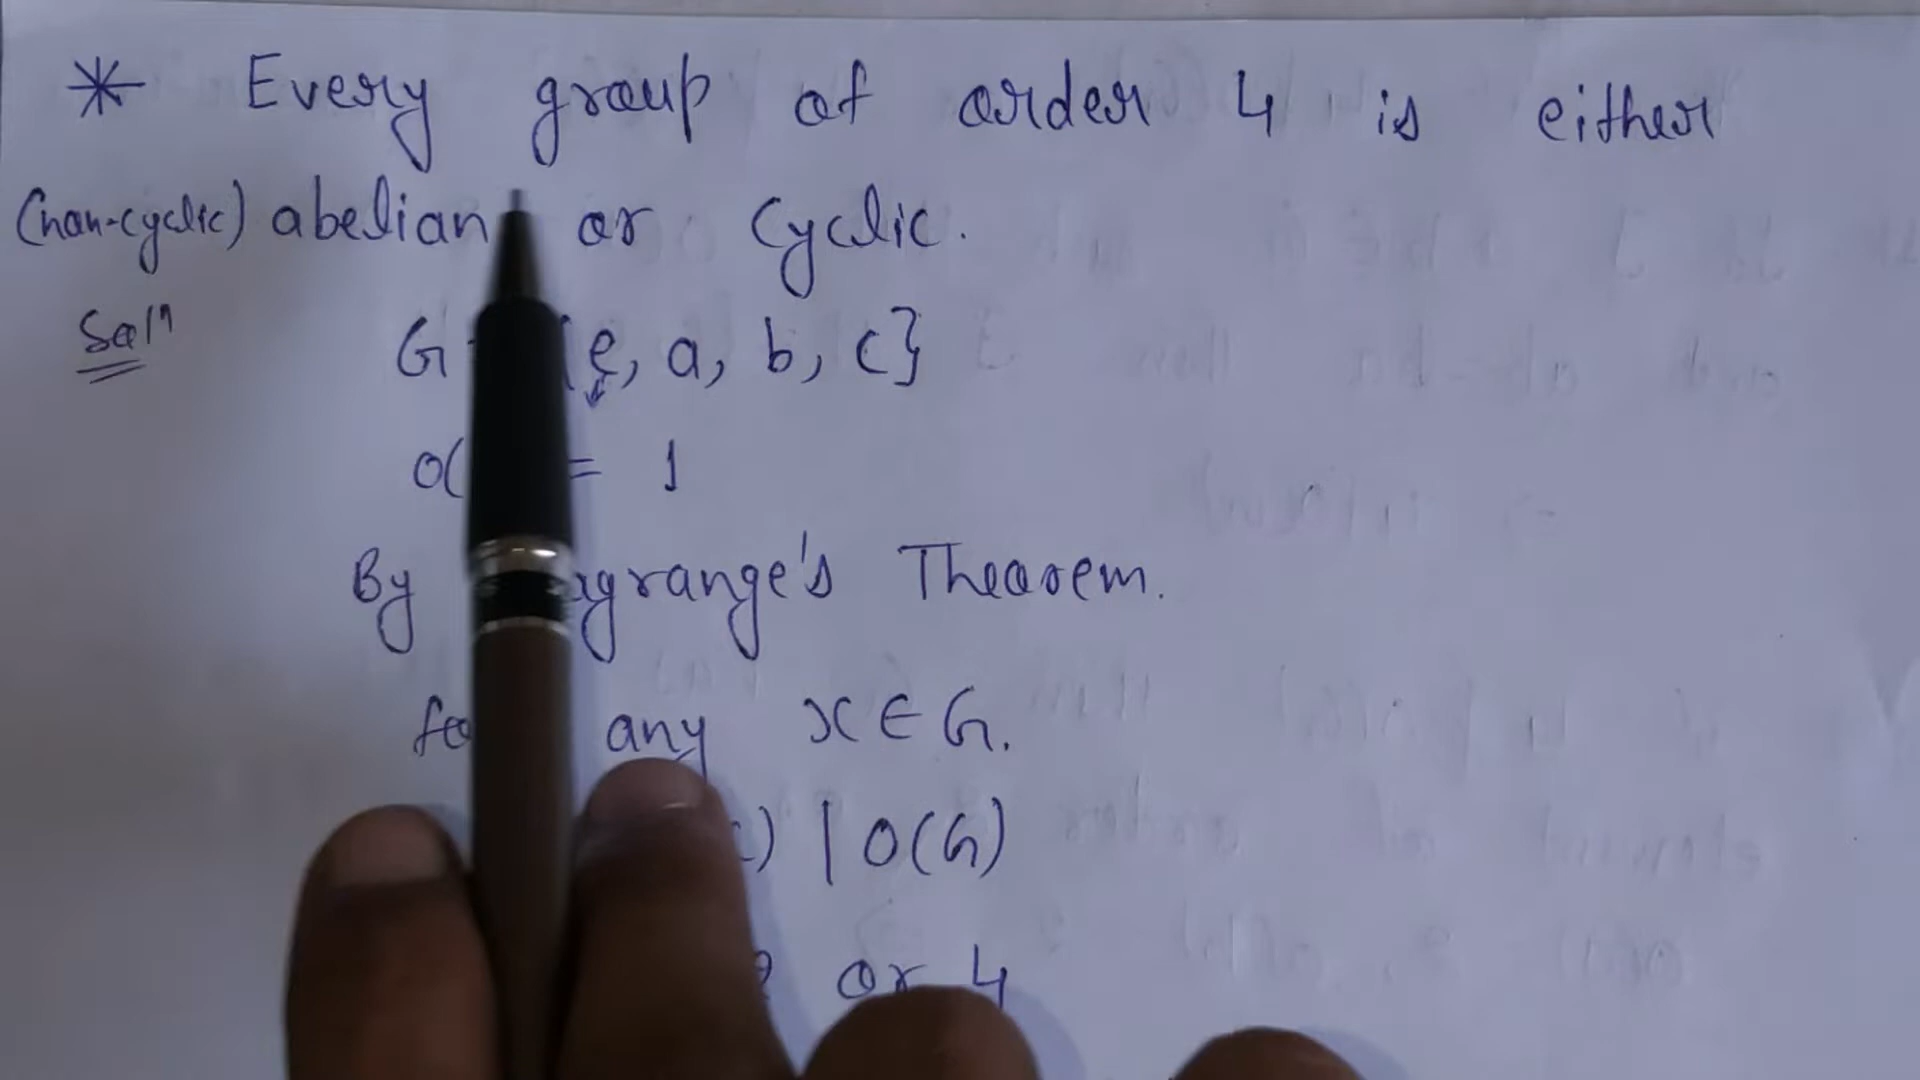 * Every group of order 4 is either
(non-cyclic) abelian or cyclic.
Solⁿ G {e, a, b, c}
O( = 1
By Theorem.
any x ∈ G.
) | O(G)
or 4